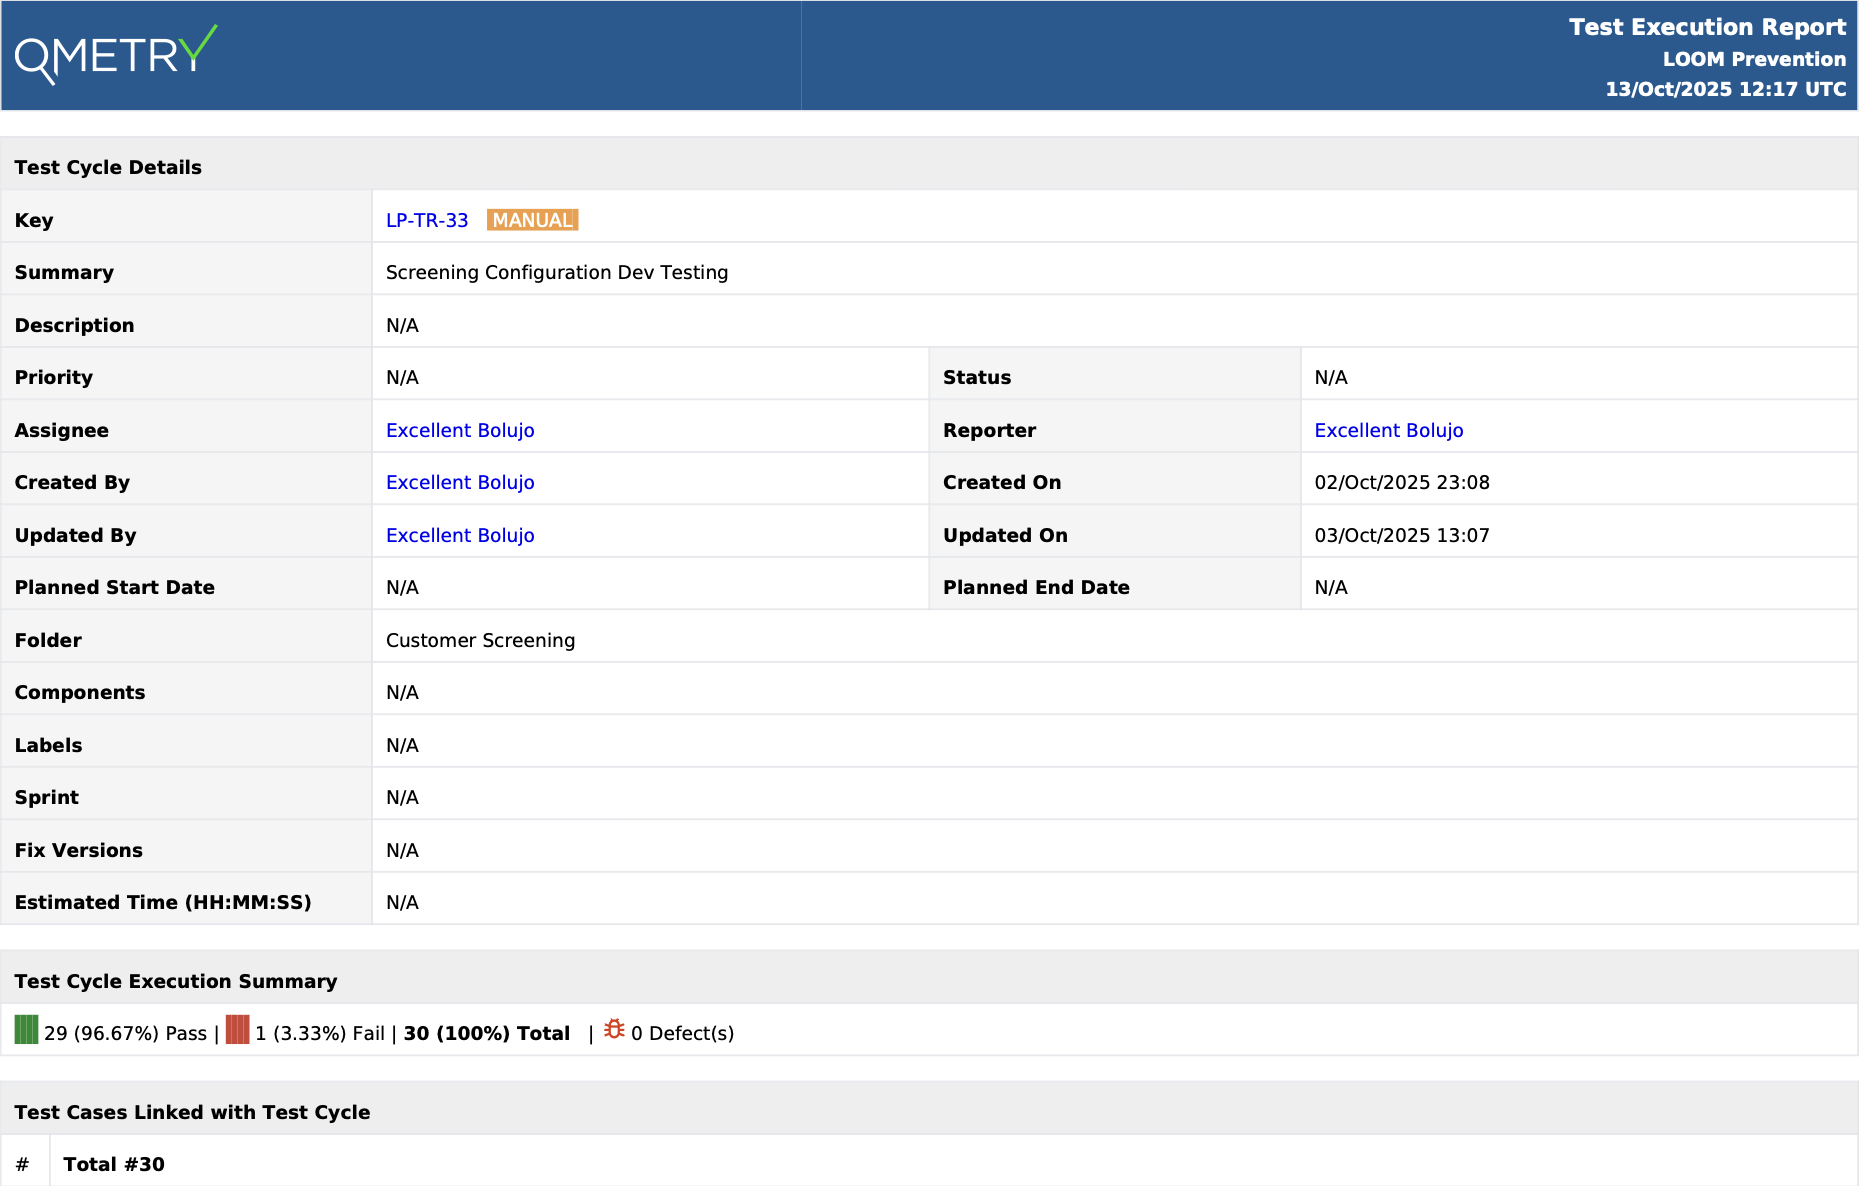 QMETRY
Test Execution Report
LOOM Prevention
13/Oct/2025 12:17 UTC
Test Cycle Details
Key LP-TR-33 MANUAL
Summary Screening Configuration Dev Testing
Description N/A
Priority N/A Status N/A
Assignee Excellent Bolujo Reporter Excellent Bolujo
Created By Excellent Bolujo Created On 02/Oct/2025 23:08
Updated By Excellent Bolujo Updated On 03/Oct/2025 13:07
Planned Start Date N/A Planned End Date N/A
Folder Customer Screening
Components N/A
Labels N/A
Sprint N/A
Fix Versions N/A
Estimated Time (HH:MM:SS) N/A
Test Cycle Execution Summary
29 (96.67%) Pass | 1 (3.33%) Fail | 30 (100%) Total | 0 Defect(s)
Test Cases Linked with Test Cycle
# Total #30